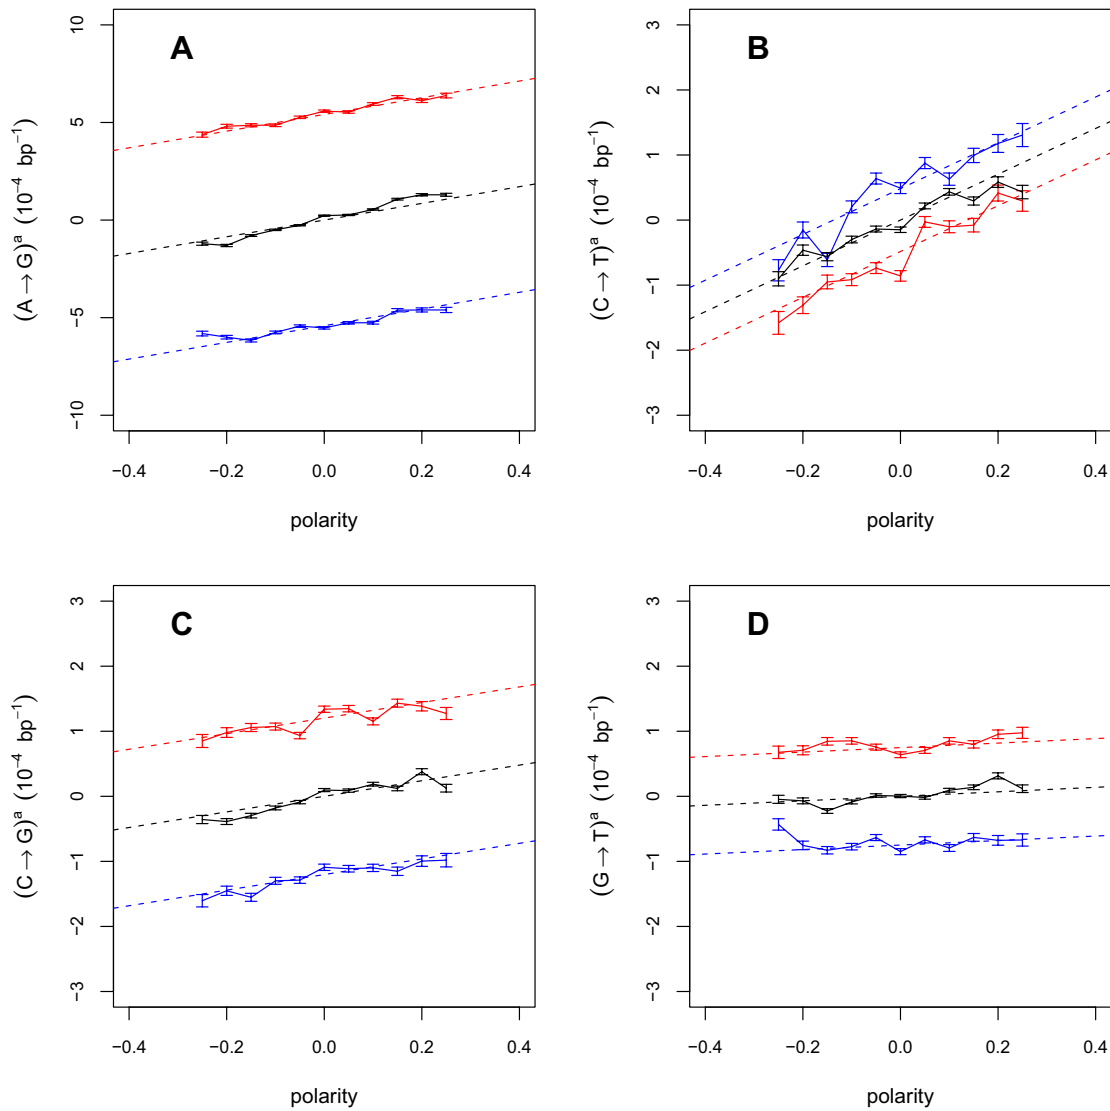 A
(A→G)ᵃ (10⁻⁴ bp⁻¹)
10
5
0
−5
−10
−0.4 −0.2 0.0 0.2 0.4
polarity
B
(C→T)ᵃ (10⁻⁴ bp⁻¹)
3
2
1
0
−1
−2
−3
−0.4 −0.2 0.0 0.2 0.4
polarity
C
(C→G)ᵃ (10⁻⁴ bp⁻¹)
3
2
1
0
−1
−2
−3
−0.4 −0.2 0.0 0.2 0.4
polarity
D
(G→T)ᵃ (10⁻⁴ bp⁻¹)
3
2
1
0
−1
−2
−3
−0.4 −0.2 0.0 0.2 0.4
polarity